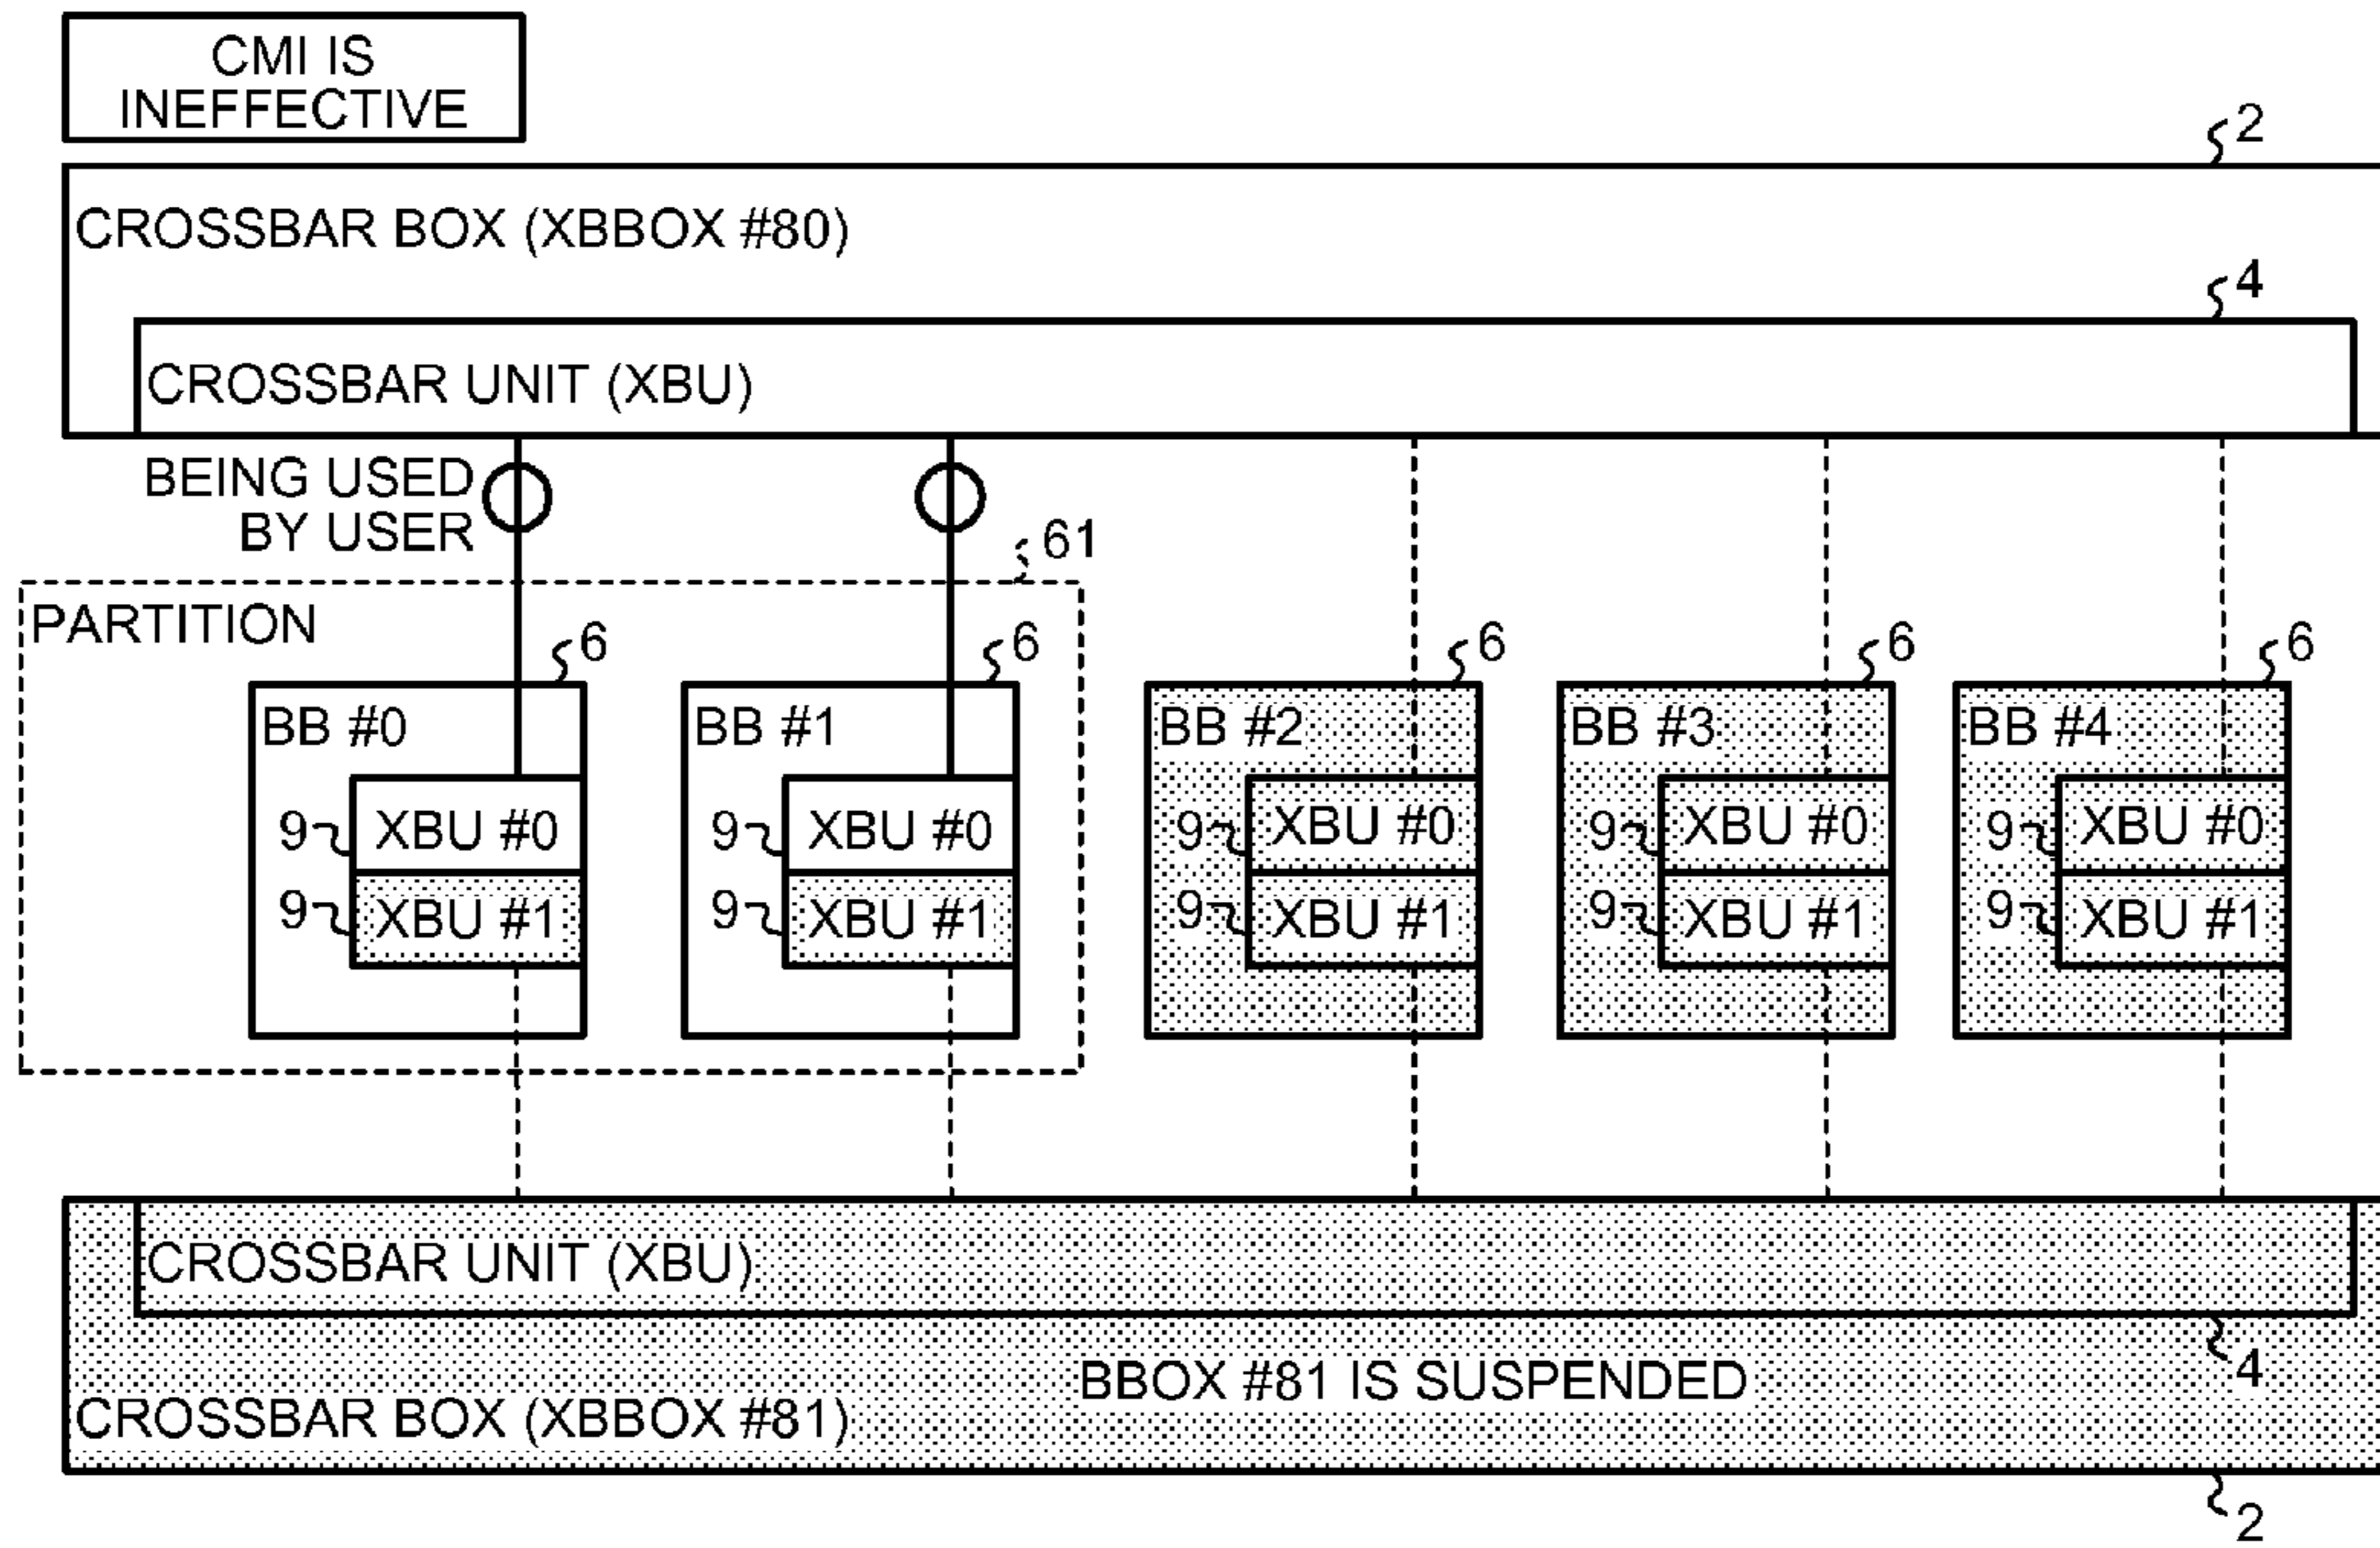 CMI IS
INEFFECTIVE
2
CROSSBAR BOX (XBBOX #80)
4
CROSSBAR UNIT (XBU)
BEING USED
BY USER
61
PARTITION
6 6 6 6 6
BB #0 BB #1 BB #2 BB #3 BB #4
9 XBU #0 9 XBU #0 9 XBU #0 9 XBU #0 9 XBU #0
9 XBU #1 9 XBU #1 9 XBU #1 9 XBU #1 9 XBU #1
CROSSBAR UNIT (XBU)
4
BBOX #81 IS SUSPENDED
CROSSBAR BOX (XBBOX #81)
2